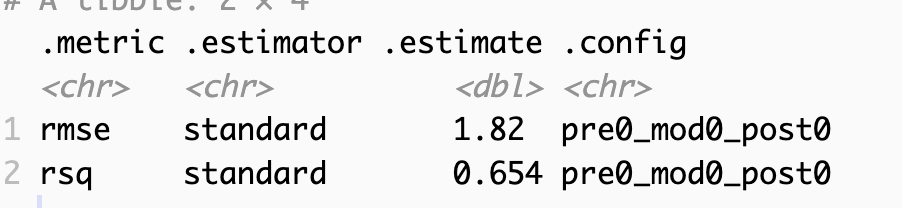 # A tibble: 2 × 4
.metric .estimator .estimate .config
<chr> <chr> <dbl> <chr>
1 rmse standard 1.82 pre0_mod0_post0
2 rsq standard 0.654 pre0_mod0_post0